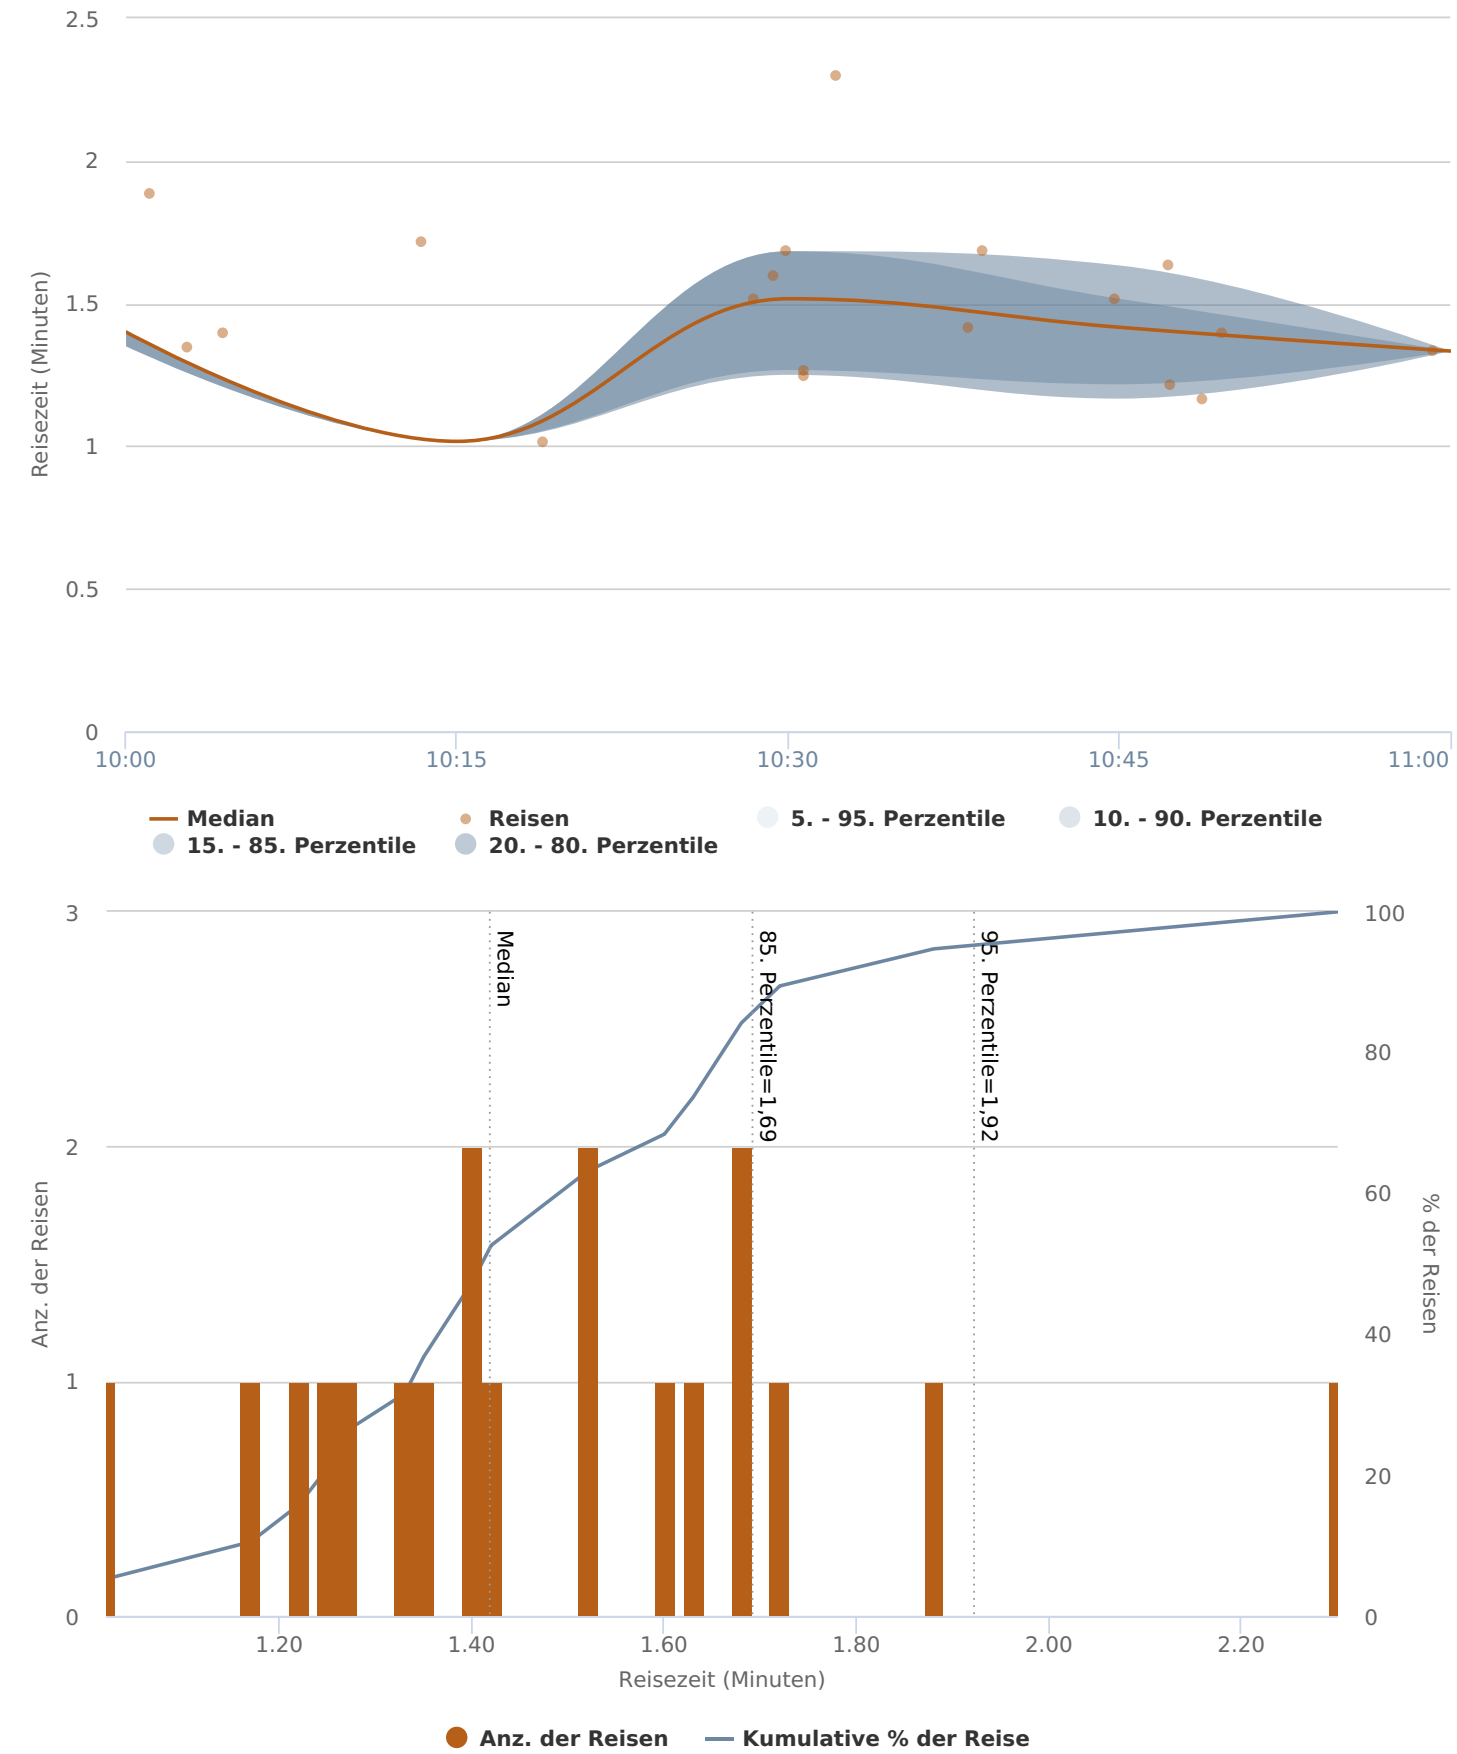 2.5
2
1.5
1
0.5
0
Reisezeit (Minuten)
10:00 10:15 10:30 10:45 11:00
Median Reisen 5. - 95. Perzentile 10. - 90. Perzentile
15. - 85. Perzentile 20. - 80. Perzentile
3
2
1
0
Anz. der Reisen
Median
85. Perzentile=1,69
95. Perzentile=1,92
100
80
60
40
20
0
% der Reisen
1.20 1.40 1.60 1.80 2.00 2.20
Reisezeit (Minuten)
Anz. der Reisen Kumulative % der Reise